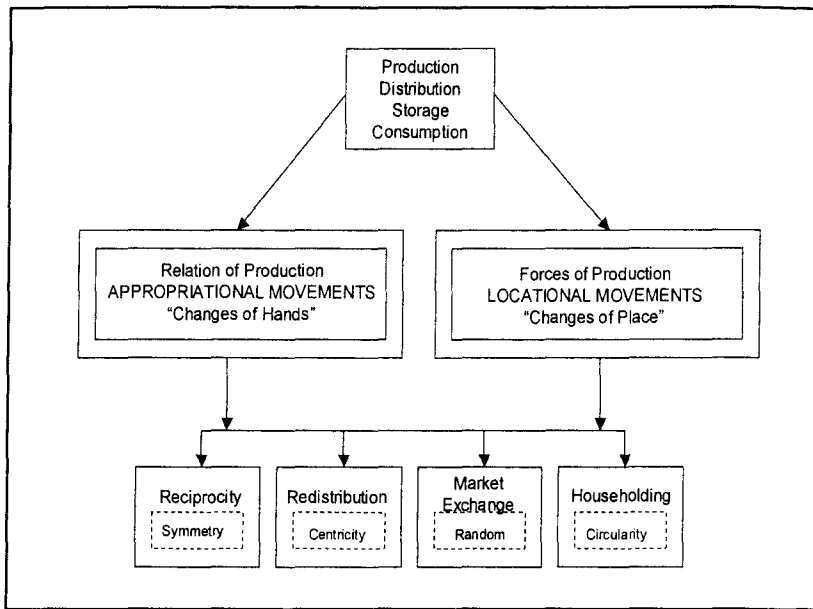 Production
Distribution
Storage
Consumption
Relation of Production
APPROPRIATIONAL MOVEMENTS
“Changes of Hands”
Forces of Production
LOCATIONAL MOVEMENTS
“Changes of Place”
Reciprocity
Symmetry
Redistribution
Centricity
Market
Exchange
Random
Householding
Circularity